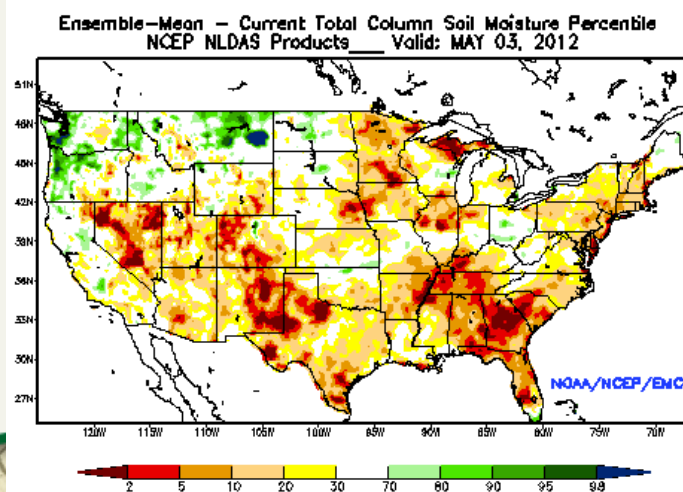 Ensemble-Mean - Current Total Column Soil Moisture Percentile
NCEP NLDAS Products___ Valid: MAY 03, 2012
51N
48N
45N
42N
39N
36N
33N
30N
27N
NOAA/NCEP/EMC
120W 115W 110W 105W 100W 95W 90W 85W 80W 75W 70W
2 5 10 20 30 70 80 90 95 98